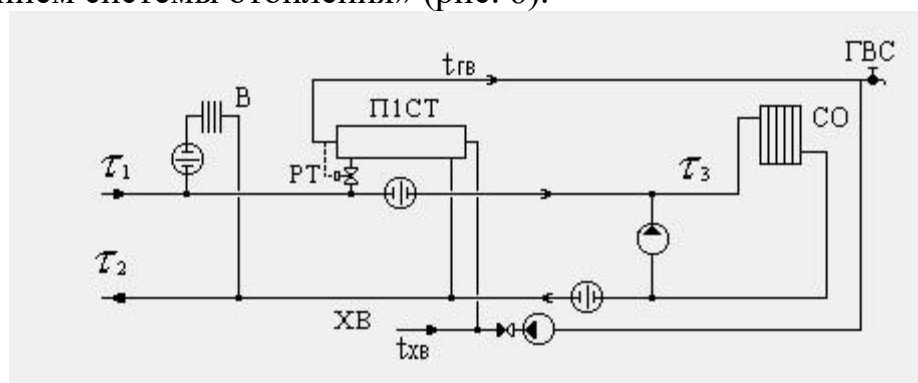 нием системы отопления» (рис. 6).
ГВС
tгв
В
П1СТ
СО
τ1
РТ
τ3
τ2
ХВ
tхв